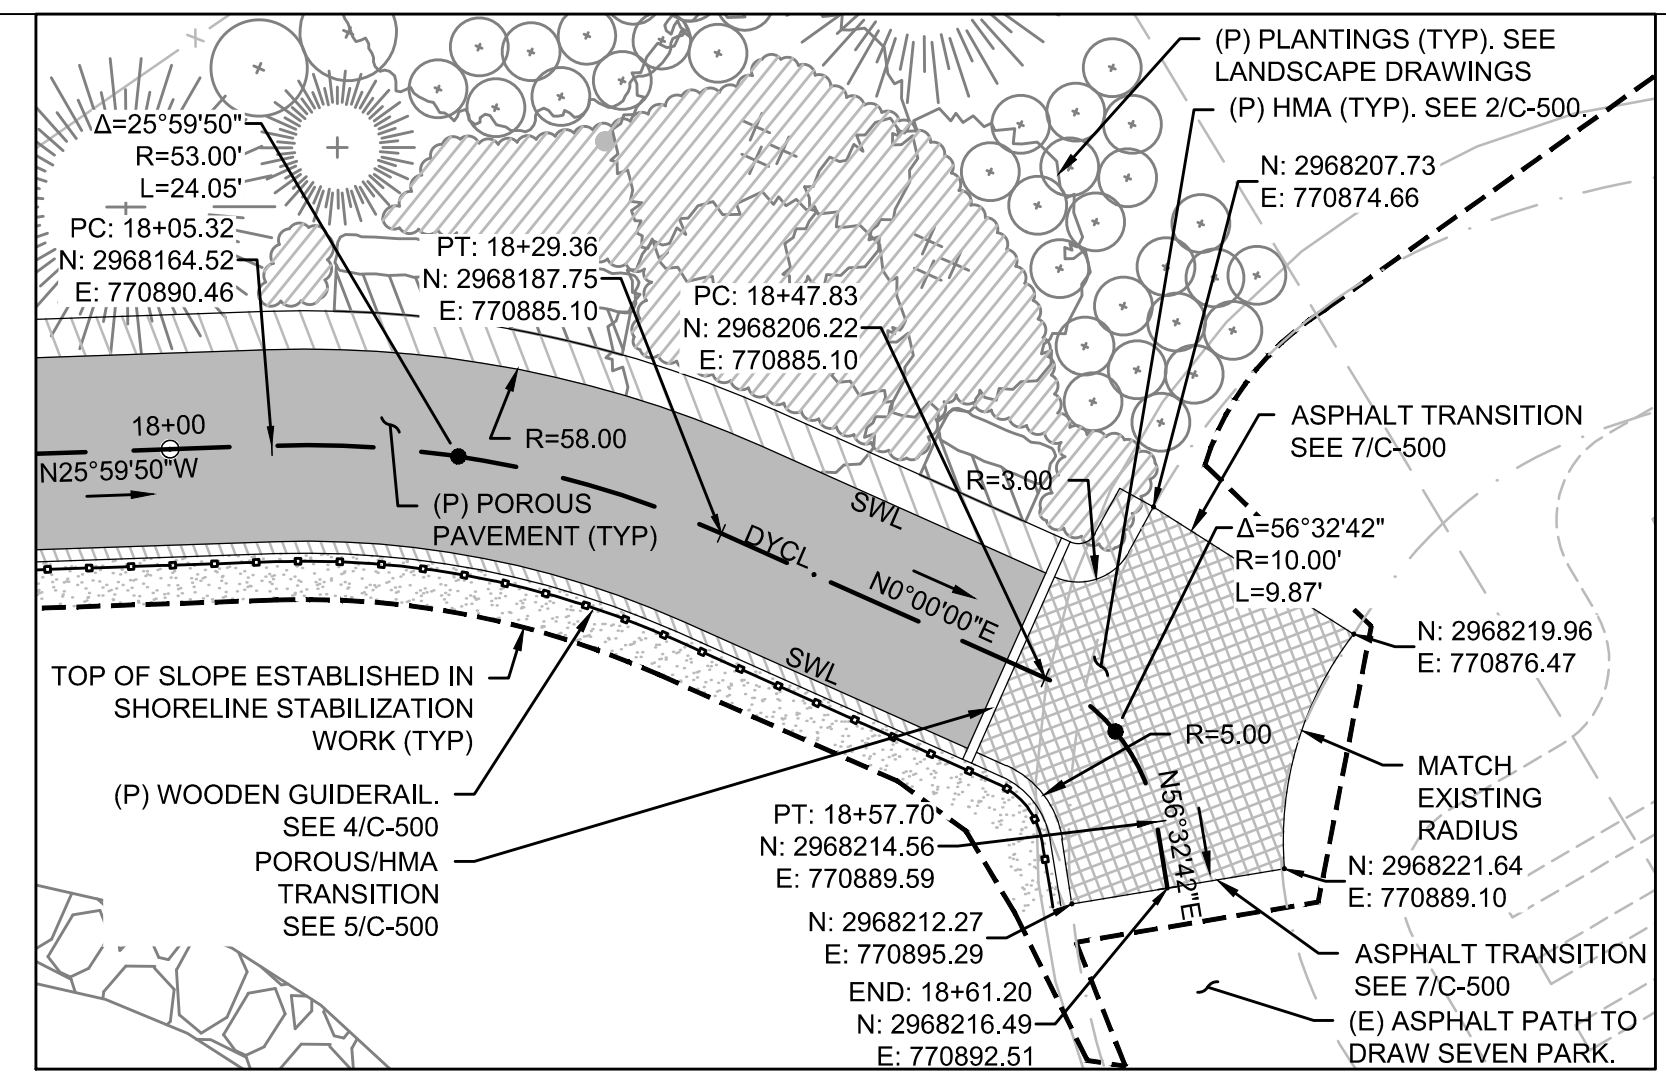 (P) PLANTINGS (TYP). SEE
LANDSCAPE DRAWINGS
(P) HMA (TYP). SEE 2/C-500.
Δ=25°59'50"
R=53.00'
L=24.05'
N: 2968207.73
E: 770874.66
PC: 18+05.32
N: 2968164.52
E: 770890.46
PT: 18+29.36
N: 2968187.75
E: 770885.10
PC: 18+47.83
N: 2968206.22
E: 770885.10
18+00
N25°59'50"W
R=58.00
(P) POROUS
PAVEMENT (TYP)
SWL
DYCL
N0°00'00"E
SWL
R=3.00
ASPHALT TRANSITION
SEE 7/C-500
Δ=56°32'42"
R=10.00'
L=9.87'
N: 2968219.96
E: 770876.47
TOP OF SLOPE ESTABLISHED IN
SHORELINE STABILIZATION
WORK (TYP)
R=5.00
MATCH
EXISTING
RADIUS
(P) WOODEN GUIDERAIL.
SEE 4/C-500
N56°32'42"E
PT: 18+57.70
N: 2968214.56
E: 770889.59
POROUS/HMA
TRANSITION
SEE 5/C-500
N: 2968221.64
E: 770889.10
N: 2968212.27
E: 770895.29
ASPHALT TRANSITION
SEE 7/C-500
END: 18+61.20
N: 2968216.49
E: 770892.51
(E) ASPHALT PATH TO
DRAW SEVEN PARK.